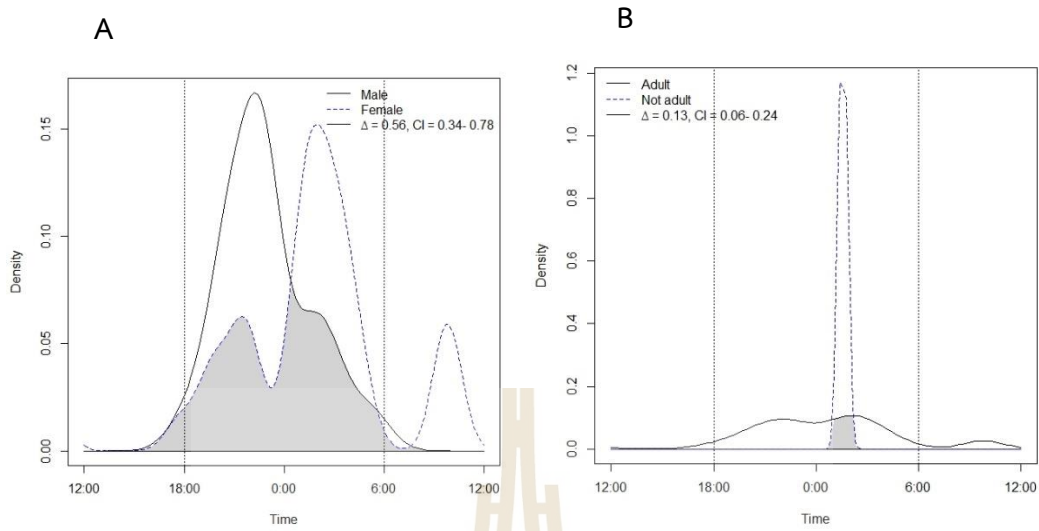 A
B
Male
Female
Δ = 0.56, CI = 0.34- 0.78
0.15
0.10
0.05
0.00
Density
12:00 18:00 0:00 6:00 12:00
Time
Adult
Not adult
Δ = 0.13, CI = 0.06- 0.24
1.2
1.0
0.8
0.6
0.4
0.2
0.0
Density
12:00 18:00 0:00 6:00 12:00
Time